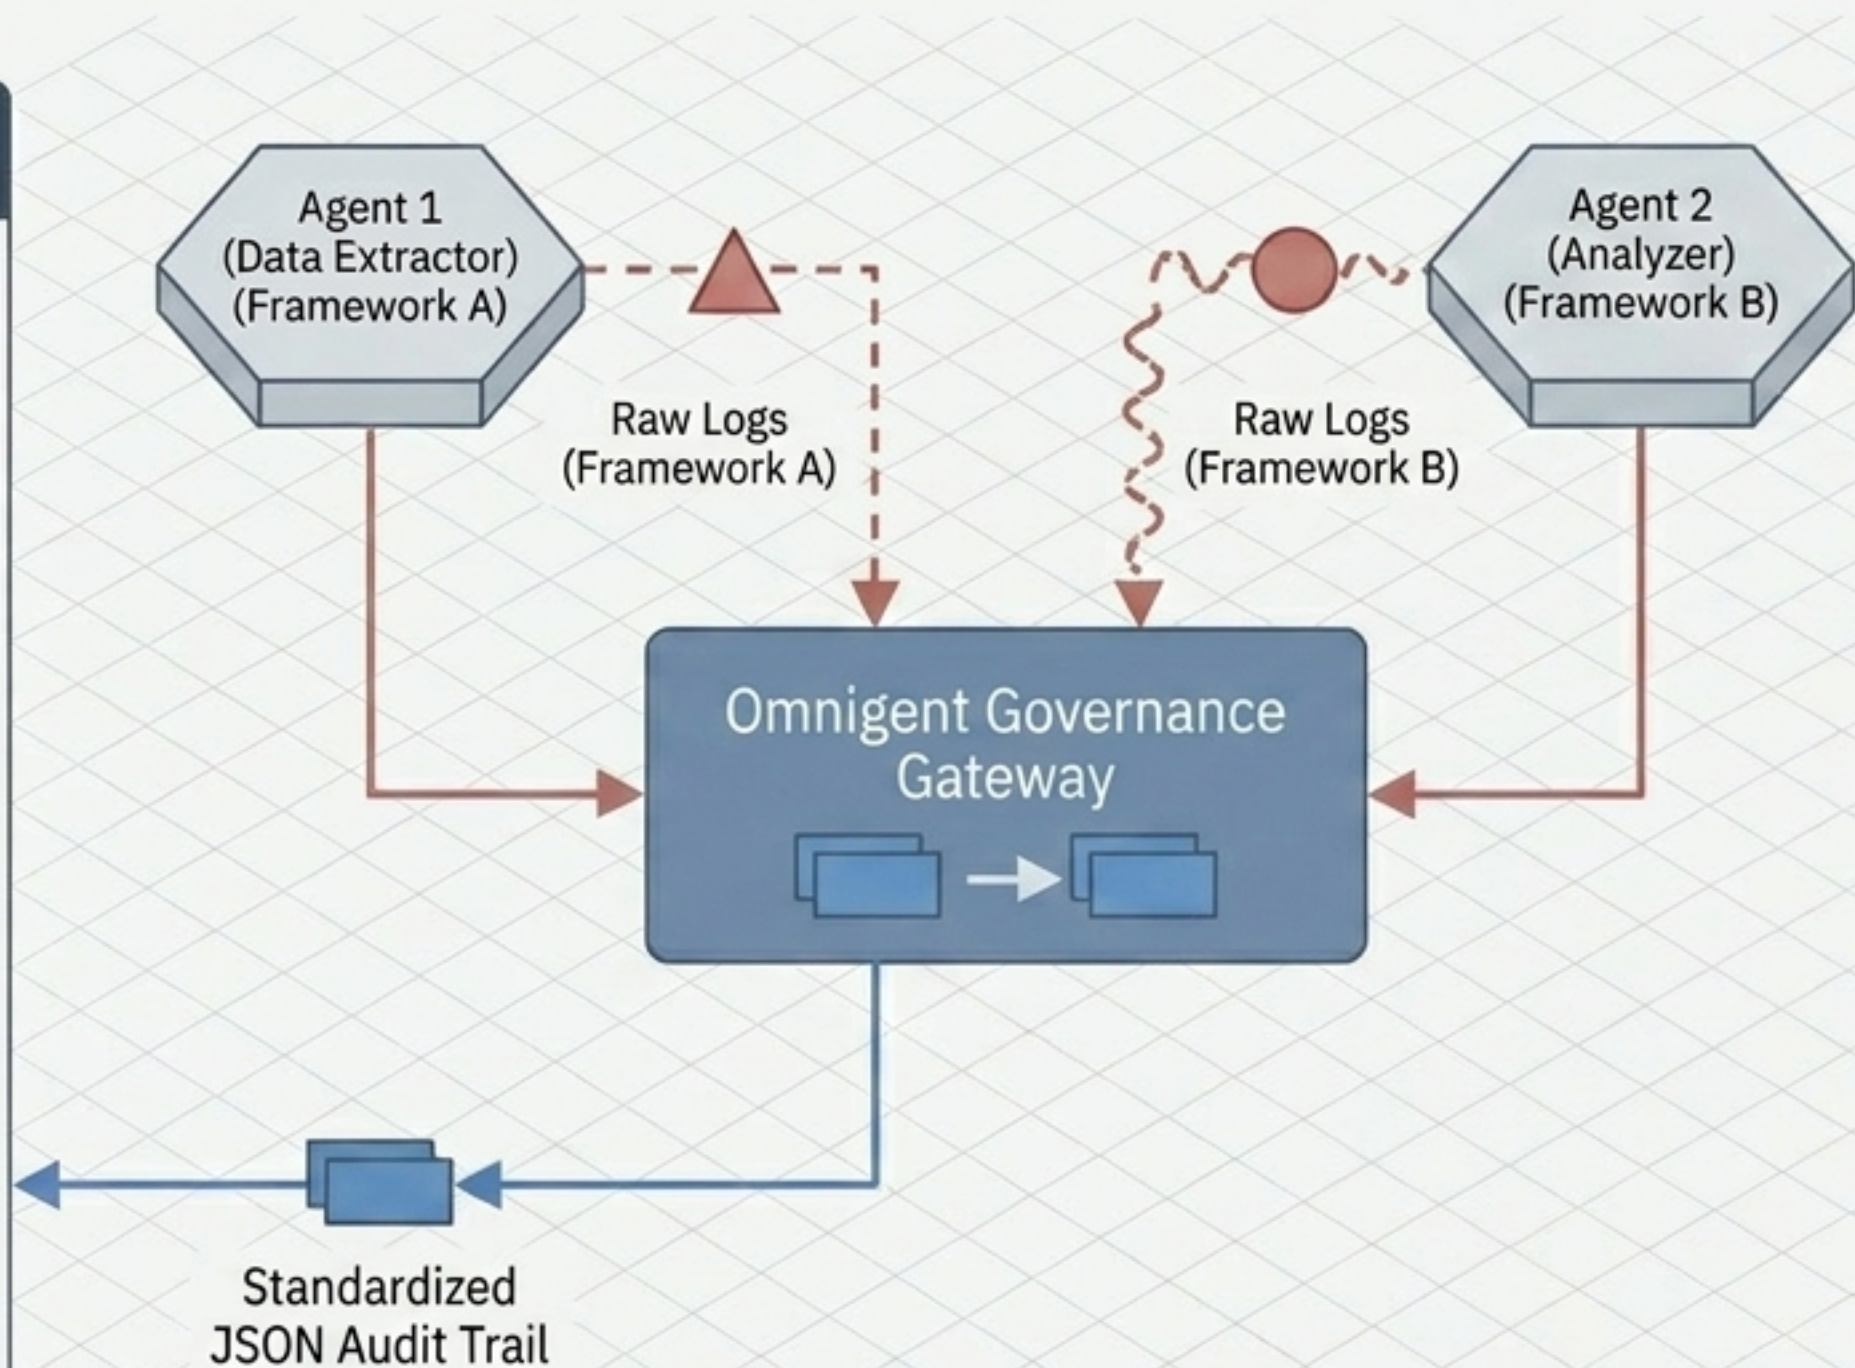 Agent 1
(Data Extractor)
(Framework A)
Agent 2
(Analyzer)
(Framework B)
Raw Logs
(Framework A)
Raw Logs
(Framework B)
Omnigent Governance
Gateway
Standardized
JSON Audit Trail